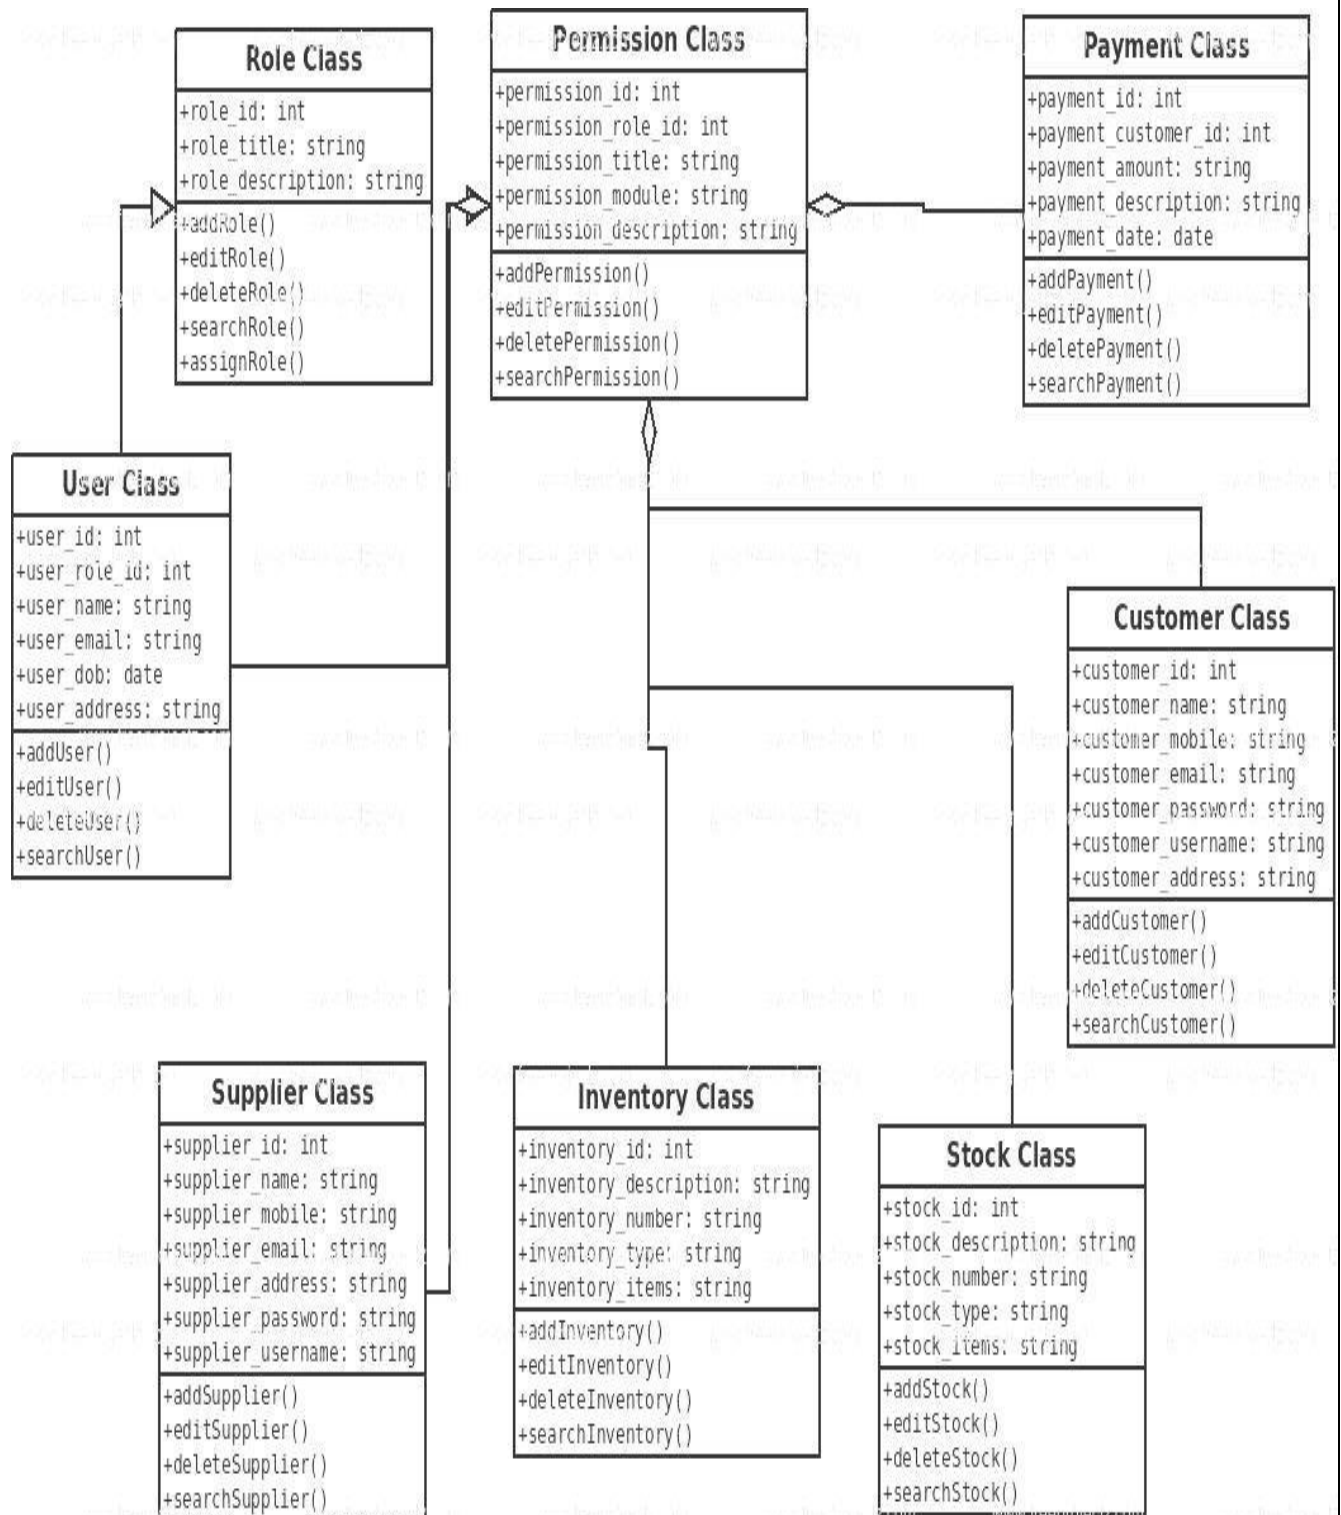 Role Class
+role_id: int
+role_title: string
+role_description: string
+addRole()
+editRole()
+deleteRole()
+searchRole()
+assignRole()
Permission Class
+permission_id: int
+permission_role_id: int
+permission_title: string
+permission_module: string
+permission_description: string
+addPermission()
+editPermission()
+deletePermission()
+searchPermission()
Payment Class
+payment_id: int
+payment_customer_id: int
+payment_amount: string
+payment_description: string
+payment_date: date
+addPayment()
+editPayment()
+deletePayment()
+searchPayment()
User Class
+user_id: int
+user_role_id: int
+user_name: string
+user_email: string
+user_dob: date
+user_address: string
+addUser()
+editUser()
+deleteUser()
+searchUser()
Customer Class
+customer_id: int
+customer_name: string
+customer_mobile: string
+customer_email: string
+customer_password: string
+customer_username: string
+customer_address: string
+addCustomer()
+editCustomer()
+deleteCustomer()
+searchCustomer()
Supplier Class
+supplier_id: int
+supplier_name: string
+supplier_mobile: string
+supplier_email: string
+supplier_address: string
+supplier_password: string
+supplier_username: string
+addSupplier()
+editSupplier()
+deleteSupplier()
+searchSupplier()
Inventory Class
+inventory_id: int
+inventory_description: string
+inventory_number: string
+inventory_type: string
+inventory_items: string
+addInventory()
+editInventory()
+deleteInventory()
+searchInventory()
Stock Class
+stock_id: int
+stock_description: string
+stock_number: string
+stock_type: string
+stock_items: string
+addStock()
+editStock()
+deleteStock()
+searchStock()